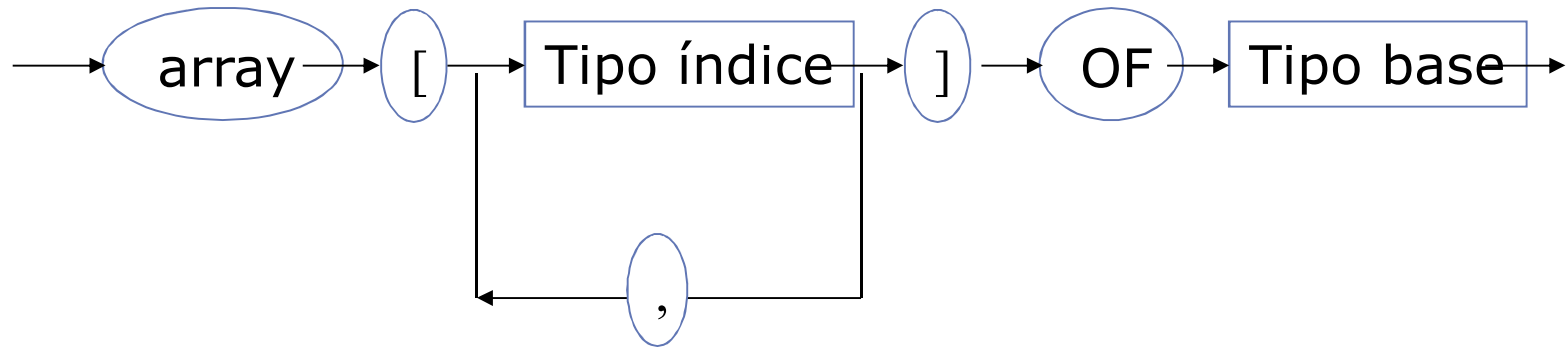 array [ Tipo índice ] OF Tipo base
,